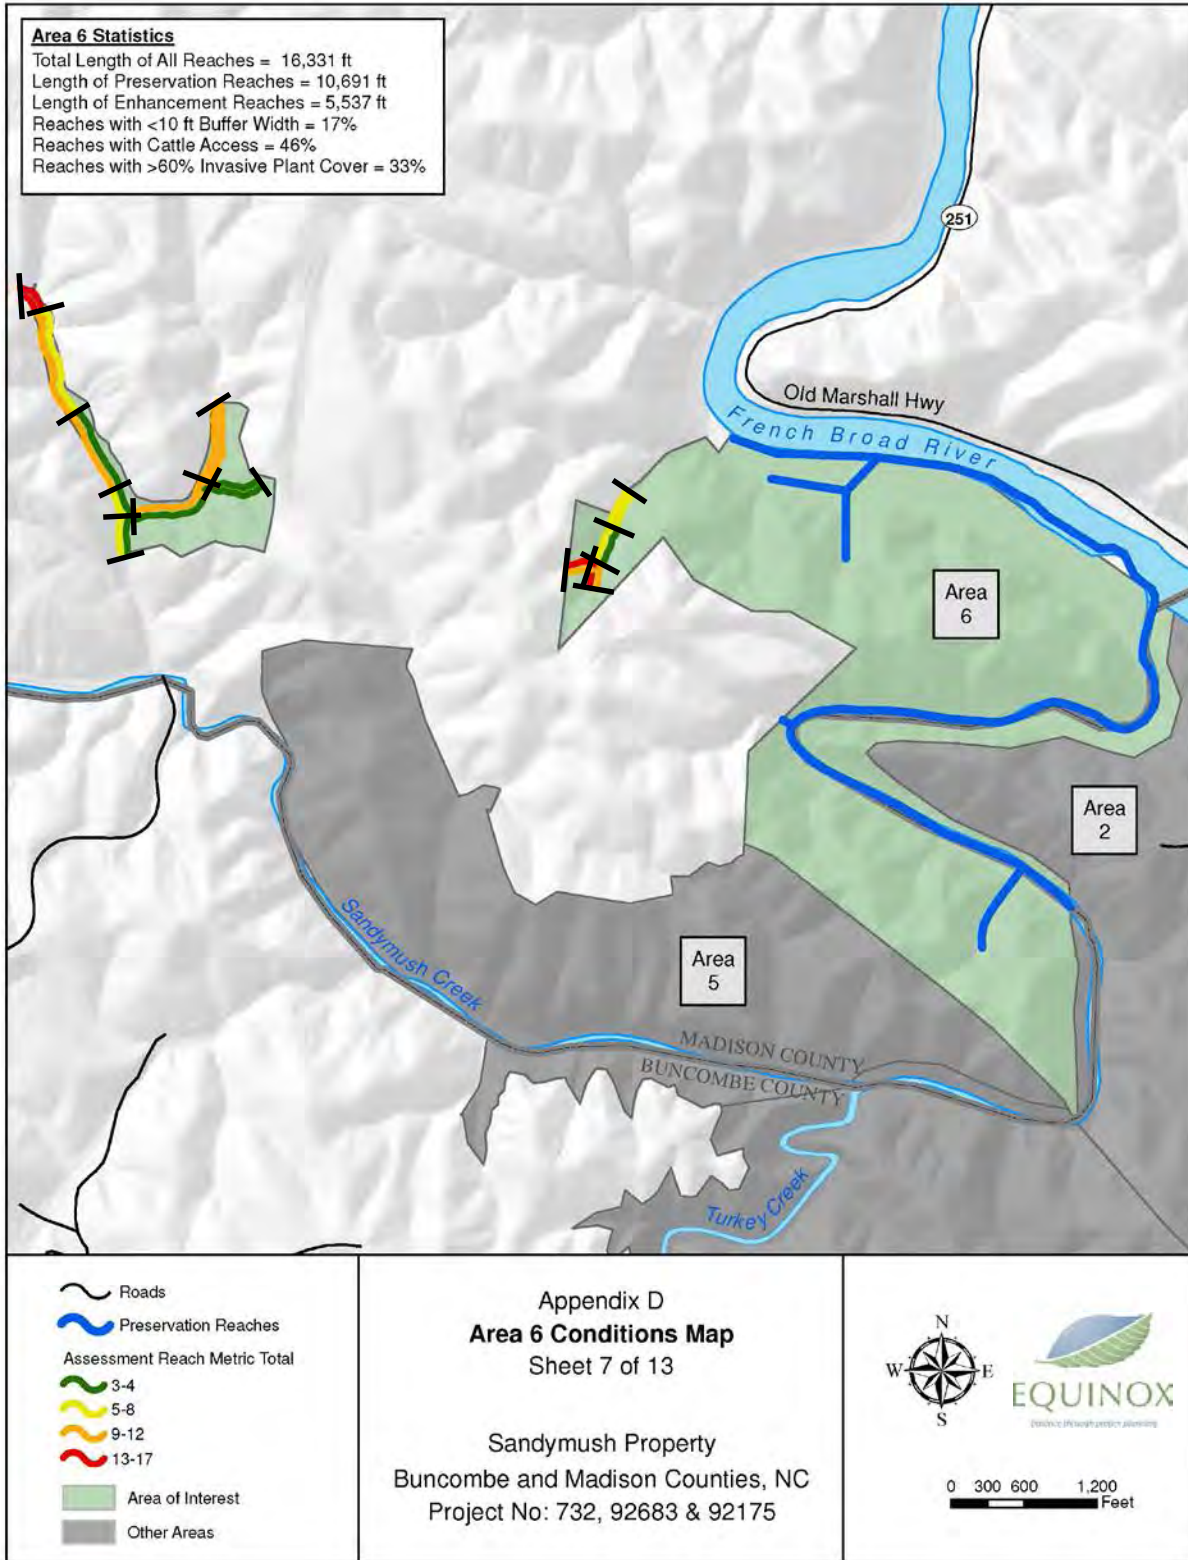 Area 6 Statistics
Total Length of All Reaches = 16,331 ft
Length of Preservation Reaches = 10,691 ft
Length of Enhancement Reaches = 5,537 ft
Reaches with <10 ft Buffer Width = 17%
Reaches with Cattle Access = 46%
Reaches with >60% Invasive Plant Cover = 33%
251
Old Marshall Hwy
French Broad River
Area
6
Area
2
Area
5
Sandymush Creek
MADISON COUNTY
BUNCOMBE COUNTY
Turkey Creek
Roads
Preservation Reaches
Assessment Reach Metric Total
3-4
5-8
9-12
13-17
Area of Interest
Other Areas
Appendix D
Area 6 Conditions Map
Sheet 7 of 13
Sandymush Property
Buncombe and Madison Counties, NC
Project No: 732, 92683 & 92175
N
W E
S
EQUINOX
balance through proper planning
0 300 600 1,200
Feet